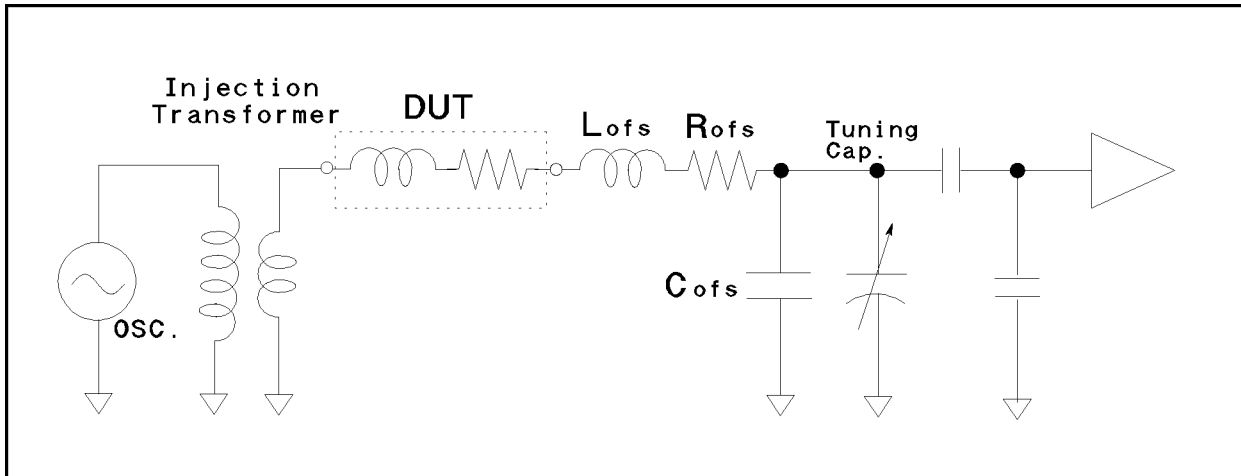 Injection
Transformer
DUT
Lofs
Rofs
Tuning
Cap.
Cofs
OSC.